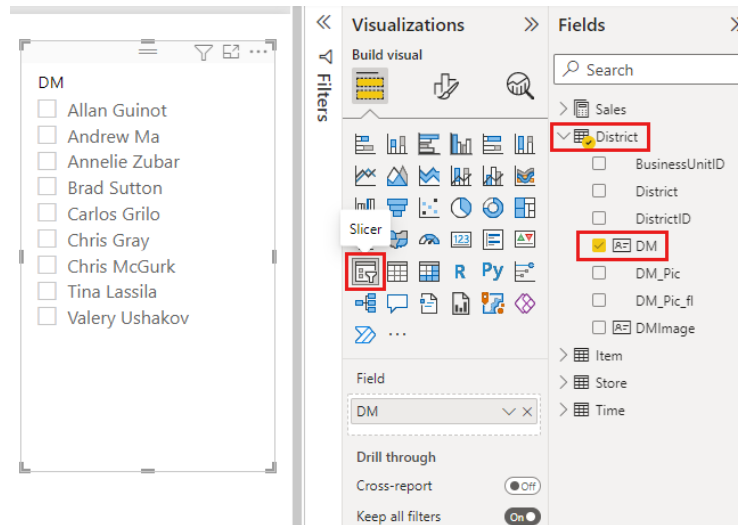 DM
Allan Guinot
Andrew Ma
Annelie Zubar
Brad Sutton
Carlos Grilo
Chris Gray
Chris McGurk
Tina Lassila
Valery Ushakov
Filters
Visualizations
Build visual
Slicer
123
R
Py
Field
DM
Drill through
Cross-report
Off
Keep all filters
On
Fields
Search
Sales
District
BusinessUnitID
District
DistrictID
DM
DM_Pic
DM_Pic_fl
DMImage
Item
Store
Time